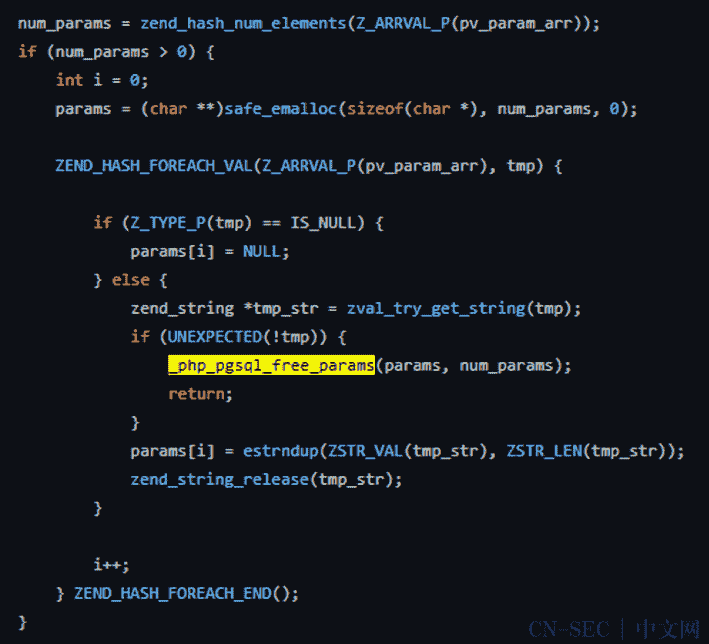 num_params = zend_hash_num_elements(Z_ARRVAL_P(pv_param_arr));
if (num_params > 0) {
    int i = 0;
    params = (char **)safe_emalloc(sizeof(char *), num_params, 0);
    ZEND_HASH_FOREACH_VAL(Z_ARRVAL_P(pv_param_arr), tmp) {
        if (Z_TYPE_P(tmp) == IS_NULL) {
            params[i] = NULL;
        } else {
            zend_string *tmp_str = zval_try_get_string(tmp);
            if (UNEXPECTED(!tmp)) {
                _php_pgsql_free_params(params, num_params);
                return;
            }
            params[i] = estrndup(ZSTR_VAL(tmp_str), ZSTR_LEN(tmp_str));
            zend_string_release(tmp_str);
        }
        i++;
    } ZEND_HASH_FOREACH_END();
}
CN-SEC | 中文网